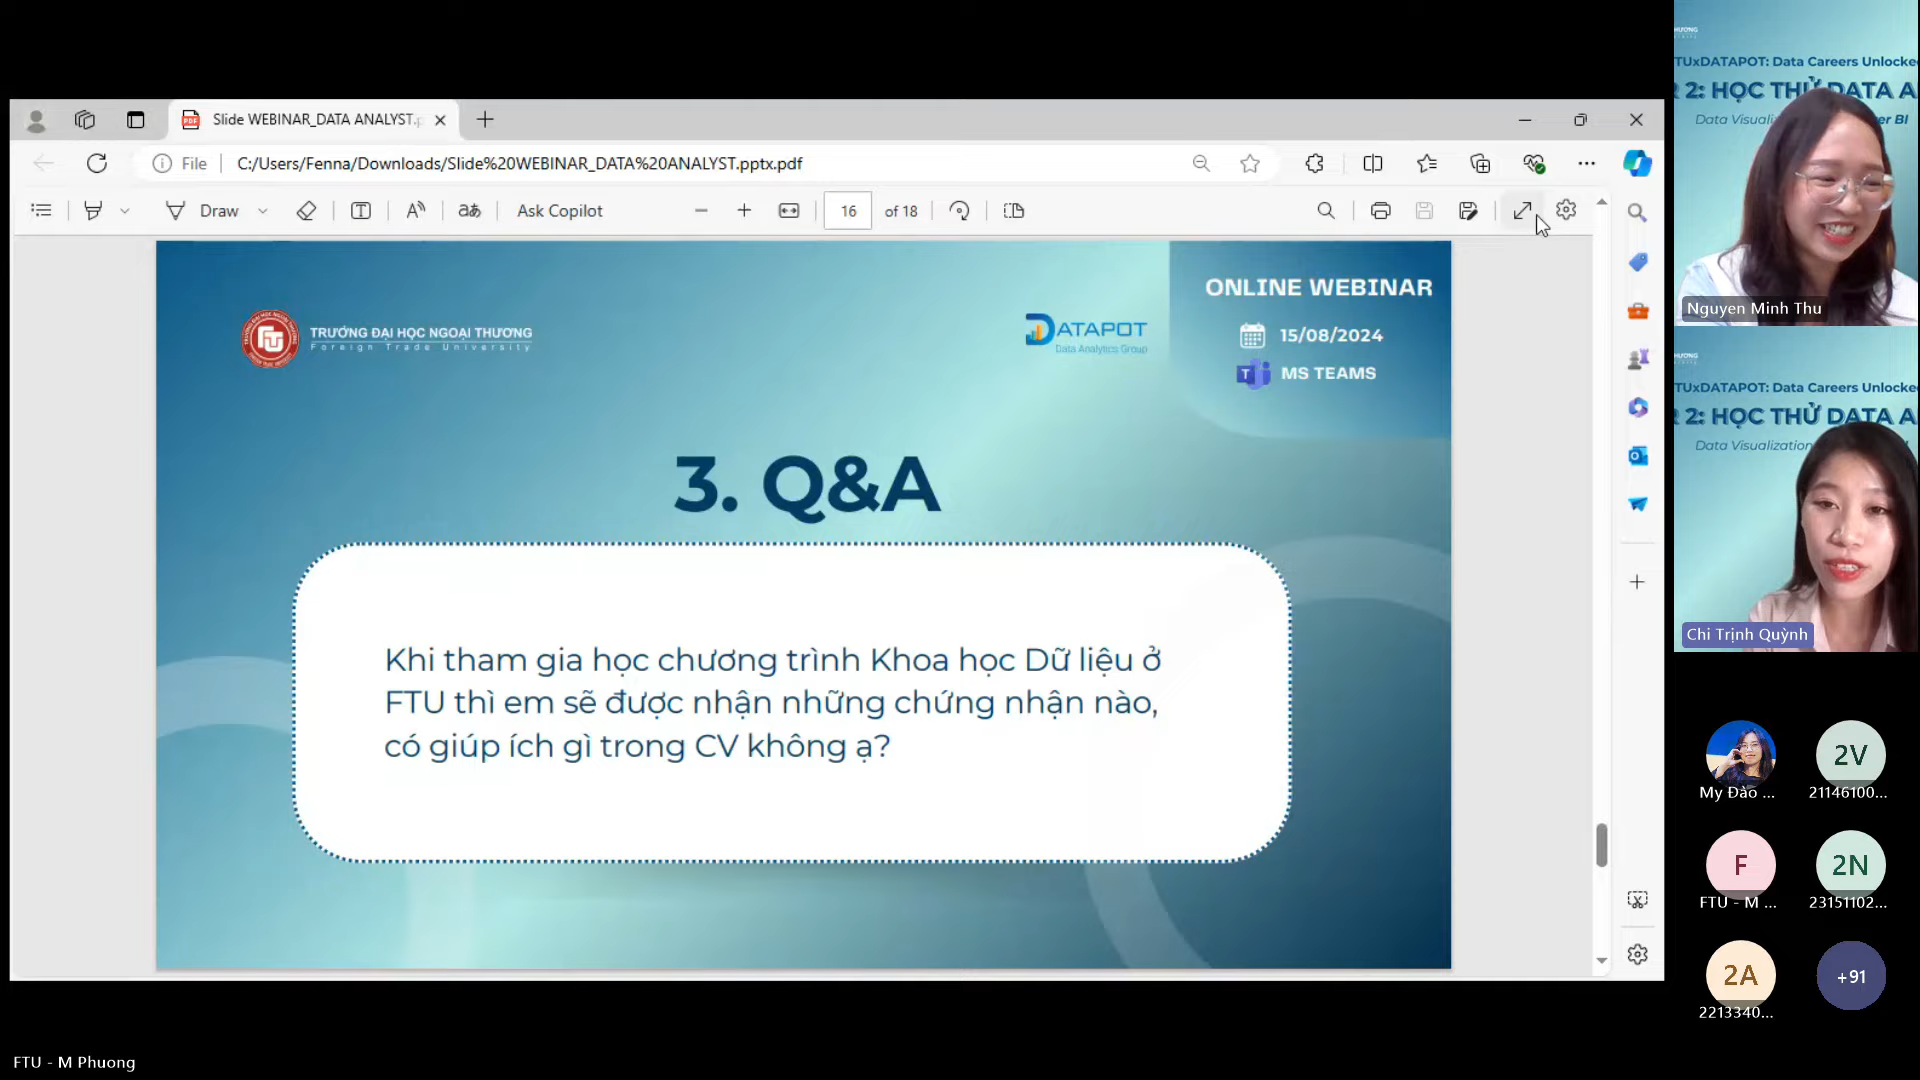 Slide WEBINAR_DATA ANALYST.p
File
C:/Users/Fenna/Downloads/Slide%20WEBINAR_DATA%20ANALYST.pptx.pdf
Draw
Ask Copilot
16
of 18
TRƯỜNG ĐẠI HỌC NGOẠI THƯƠNG
Foreign Trade University
DATAPOT
Data Analytics Group
ONLINE WEBINAR
15/08/2024
MS TEAMS
3. Q&A
Khi tham gia học chương trình Khoa học Dữ liệu ở
FTU thì em sẽ được nhận những chứng nhận nào,
có giúp ích gì trong CV không ạ?
TUxDATAPOT: Data Careers Unlocke
2: HỌC THỬ DATA A
Data Visuali
er BI
Nguyen Minh Thu
TUxDATAPOT: Data Careers Unlocke
2: HỌC THỬ DATA A
Data Visualization
Chi Trịnh Quỳnh
My Đào ...
2V
21146100...
F
FTU - M ...
2N
23151102...
2A
2213340...
+91
FTU - M Phuong